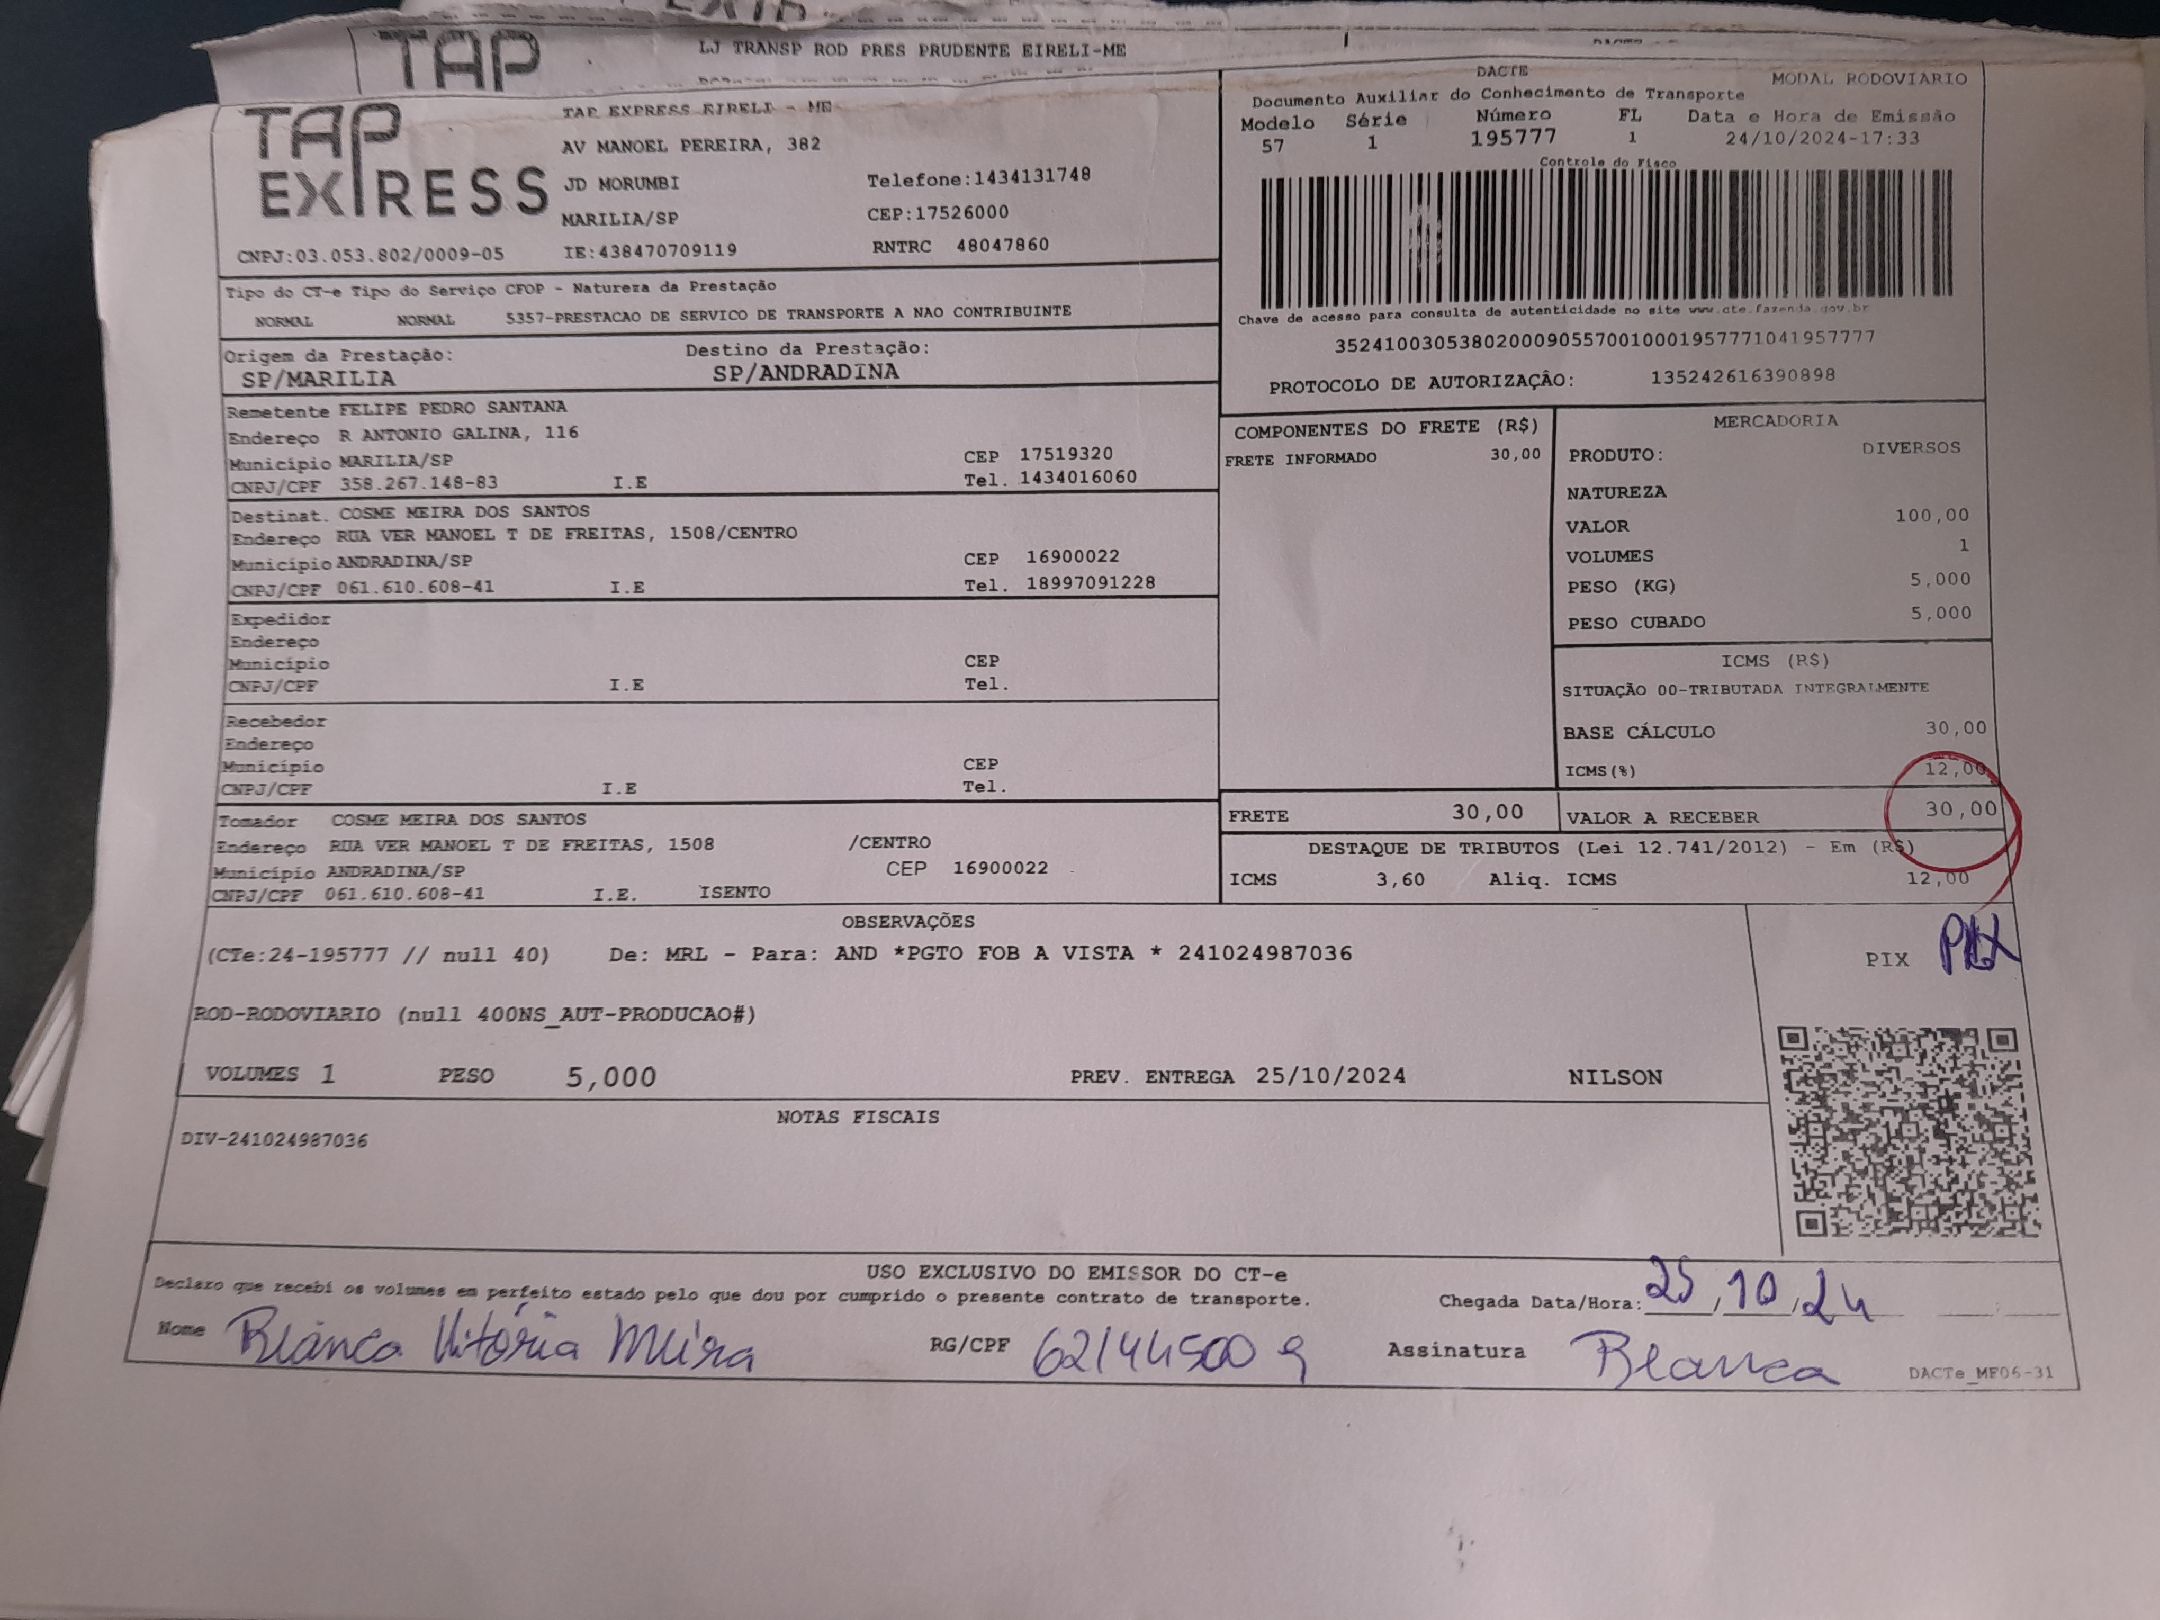 TAP
LJ TRANSP ROD PRES PRUDENTE EIRELI-ME
TAP EXPRESS
TAP EXPRESS EIRELI - ME
AV MANOEL PEREIRA, 382
JD MORUMBI Telefone:1434131748
MARILIA/SP CEP:17526000
CNPJ:03.053.802/0009-05 IE:438470709119 RNTRC 48047860
DACTE MODAL RODOVIARIO
Documento Auxiliar do Conhecimento de Transporte
Modelo Série Número FL Data e Hora de Emissão
57 1 195777 1 24/10/2024-17:33
Controle do Fisco
Chave de acesso para consulta de autenticidade no site www.cte.fazenda.gov.br
35241003053802000905570010001957771041957777
PROTOCOLO DE AUTORIZAÇÃO: 135242616390898
Tipo do CT-e Tipo do Serviço CFOP - Natureza da Prestação
NORMAL NORMAL 5357-PRESTACAO DE SERVICO DE TRANSPORTE A NAO CONTRIBUINTE
Origem da Prestação: Destino da Prestação:
SP/MARILIA SP/ANDRADINA
Remetente FELIPE PEDRO SANTANA
Endereço R ANTONIO GALINA, 116
Município MARILIA/SP CEP 17519320
CNPJ/CPF 358.267.148-83 I.E Tel. 1434016060
Destinat. COSME MEIRA DOS SANTOS
Endereço RUA VER MANOEL T DE FREITAS, 1508/CENTRO
Município ANDRADINA/SP CEP 16900022
CNPJ/CPF 061.610.608-41 I.E Tel. 18997091228
Expedidor
Endereço
Município CEP
CNPJ/CPF I.E Tel.
Recebedor
Endereço
Município CEP
CNPJ/CPF I.E Tel.
Tomador COSME MEIRA DOS SANTOS
Endereço RUA VER MANOEL T DE FREITAS, 1508 /CENTRO
Município ANDRADINA/SP CEP 16900022
CNPJ/CPF 061.610.608-41 I.E. ISENTO
COMPONENTES DO FRETE (R$)
FRETE INFORMADO 30,00
MERCADORIA
PRODUTO: DIVERSOS
NATUREZA
VALOR 100,00
VOLUMES 1
PESO (KG) 5,000
PESO CUBADO 5,000
ICMS (R$)
SITUAÇÃO 00-TRIBUTADA INTEGRALMENTE
BASE CÁLCULO 30,00
ICMS(%) 12,00
FRETE 30,00 VALOR A RECEBER 30,00
DESTAQUE DE TRIBUTOS (Lei 12.741/2012) - Em (R$)
ICMS 3,60 Aliq. ICMS 12,00
OBSERVAÇÕES
(CTe:24-195777 // null 40) De: MRL - Para: AND *PGTO FOB A VISTA * 241024987036
PIX PIX
ROD-RODOVIARIO (null 400NS_AUT-PRODUCAO#)
VOLUMES 1 PESO 5,000 PREV. ENTREGA 25/10/2024 NILSON
NOTAS FISCAIS
DIV-241024987036
USO EXCLUSIVO DO EMISSOR DO CT-e
Declaro que recebi os volumes em perfeito estado pelo que dou por cumprido o presente contrato de transporte. Chegada Data/Hora: 25/10/24
Nome Bianca Vitória Meira RG/CPF 621445009 Assinatura Bianca
DACTe_MF06-31